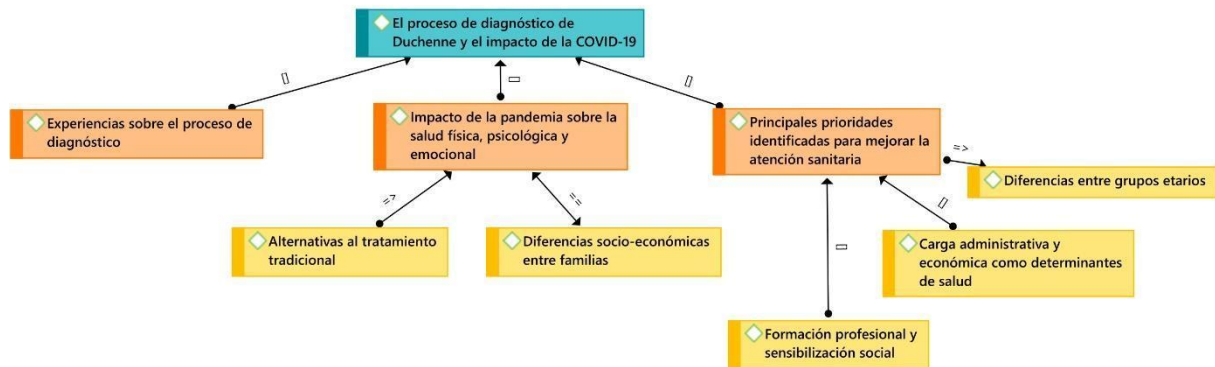 El proceso de diagnóstico de
Duchenne y el impacto de la COVID-19
[]
[]
[]
Experiencias sobre el proceso de
diagnóstico
Impacto de la pandemia sobre la
salud física, psicológica y
emocional
Principales prioridades
identificadas para mejorar la
atención sanitaria
=>
Diferencias entre grupos etarios
=>
==
[]
[]
Alternativas al tratamiento
tradicional
Diferencias socio-económicas
entre familias
Carga administrativa y
económica como determinantes
de salud
Formación profesional y
sensibilización social